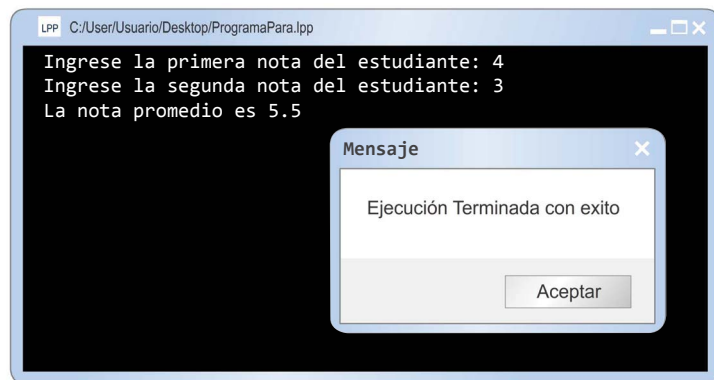 LPP C:/User/Usuario/Desktop/ProgramaPara.lpp
Ingrese la primera nota del estudiante: 4
Ingrese la segunda nota del estudiante: 3
La nota promedio es 5.5
Mensaje
Ejecución Terminada con exito
Aceptar